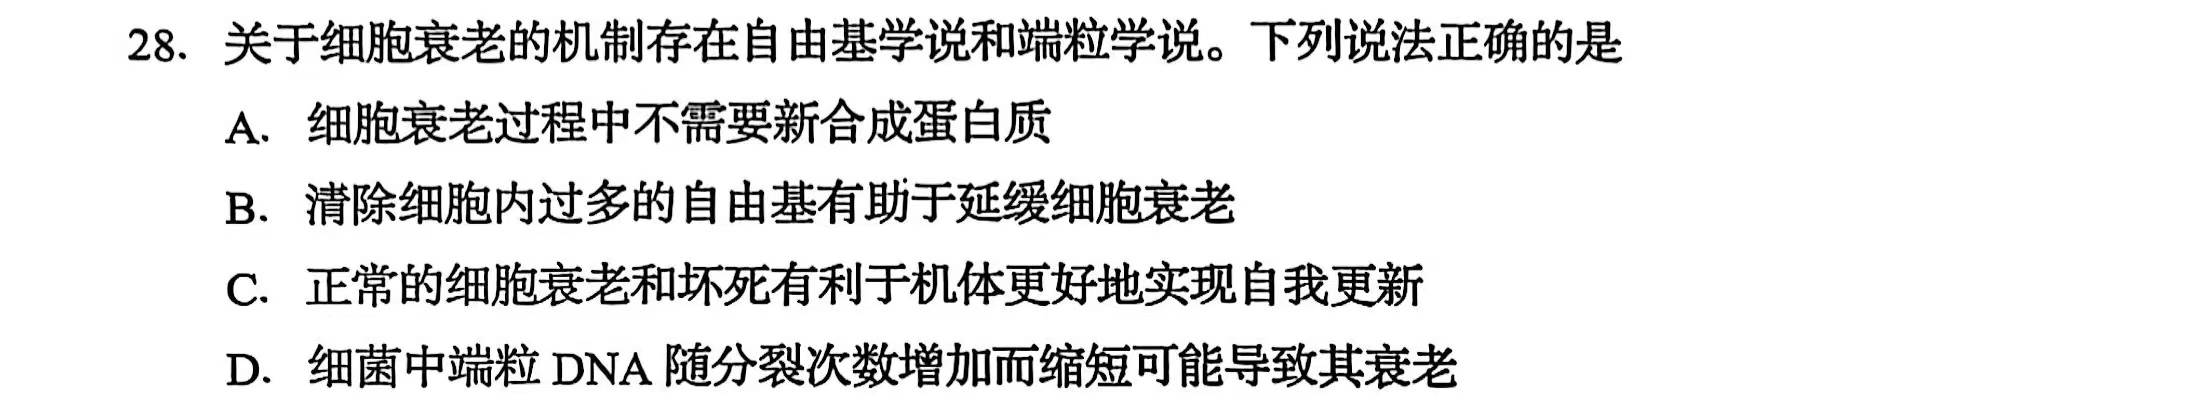 28. 关于细胞衰老的机制存在自由基学说和端粒学说。下列说法正确的是
A. 细胞衰老过程中不需要新合成蛋白质
B. 清除细胞内过多的自由基有助于延缓细胞衰老
C. 正常的细胞衰老和坏死有利于机体更好地实现自我更新
D. 细菌中端粒 DNA 随分裂次数增加而缩短可能导致其衰老